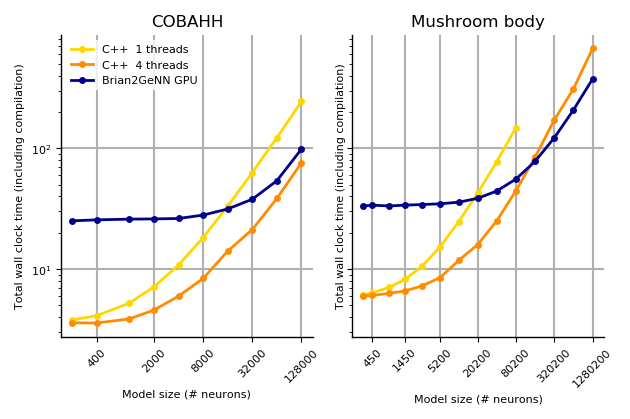 COBAHH
Mushroom body
C++ 1 threads
C++ 4 threads
Brian2GeNN GPU
Total wall clock time (including compilation)
10²
10¹
400
2000
8000
32000
128000
Model size (# neurons)
Total wall clock time (including compilation)
10²
10¹
450
1450
5200
20200
80200
320200
1280200
Model size (# neurons)